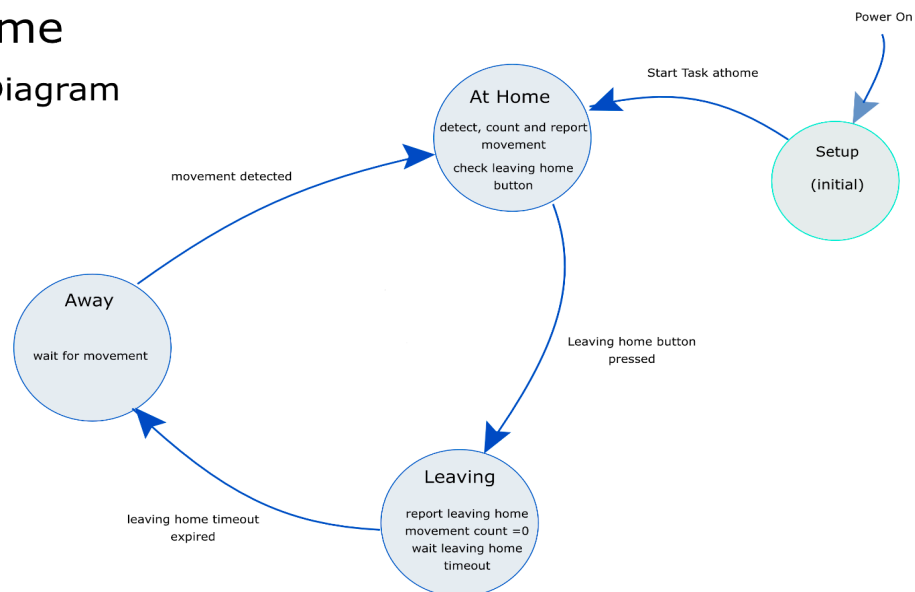 me
Diagram
Power On
Start Task athome
At Home
detect, count and report
movement
check leaving home
button
Setup
(initial)
movement detected
Away
wait for movement
Leaving home button
pressed
Leaving
report leaving home
movement count =0
wait leaving home
timeout
leaving home timeout
expired